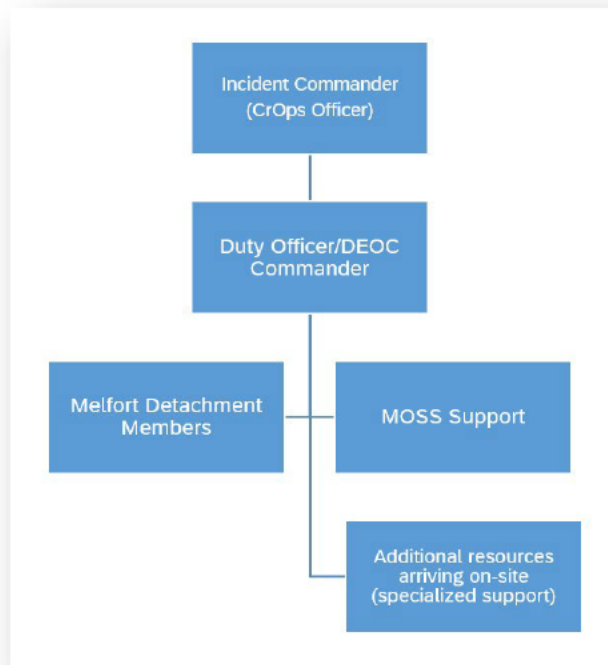 Incident Commander
(CrOps Officer)
Duty Officer/DEOC
Commander
Melfort Detachment
Members
MOSS Support
Additional resources
arriving on-site
(specialized support)